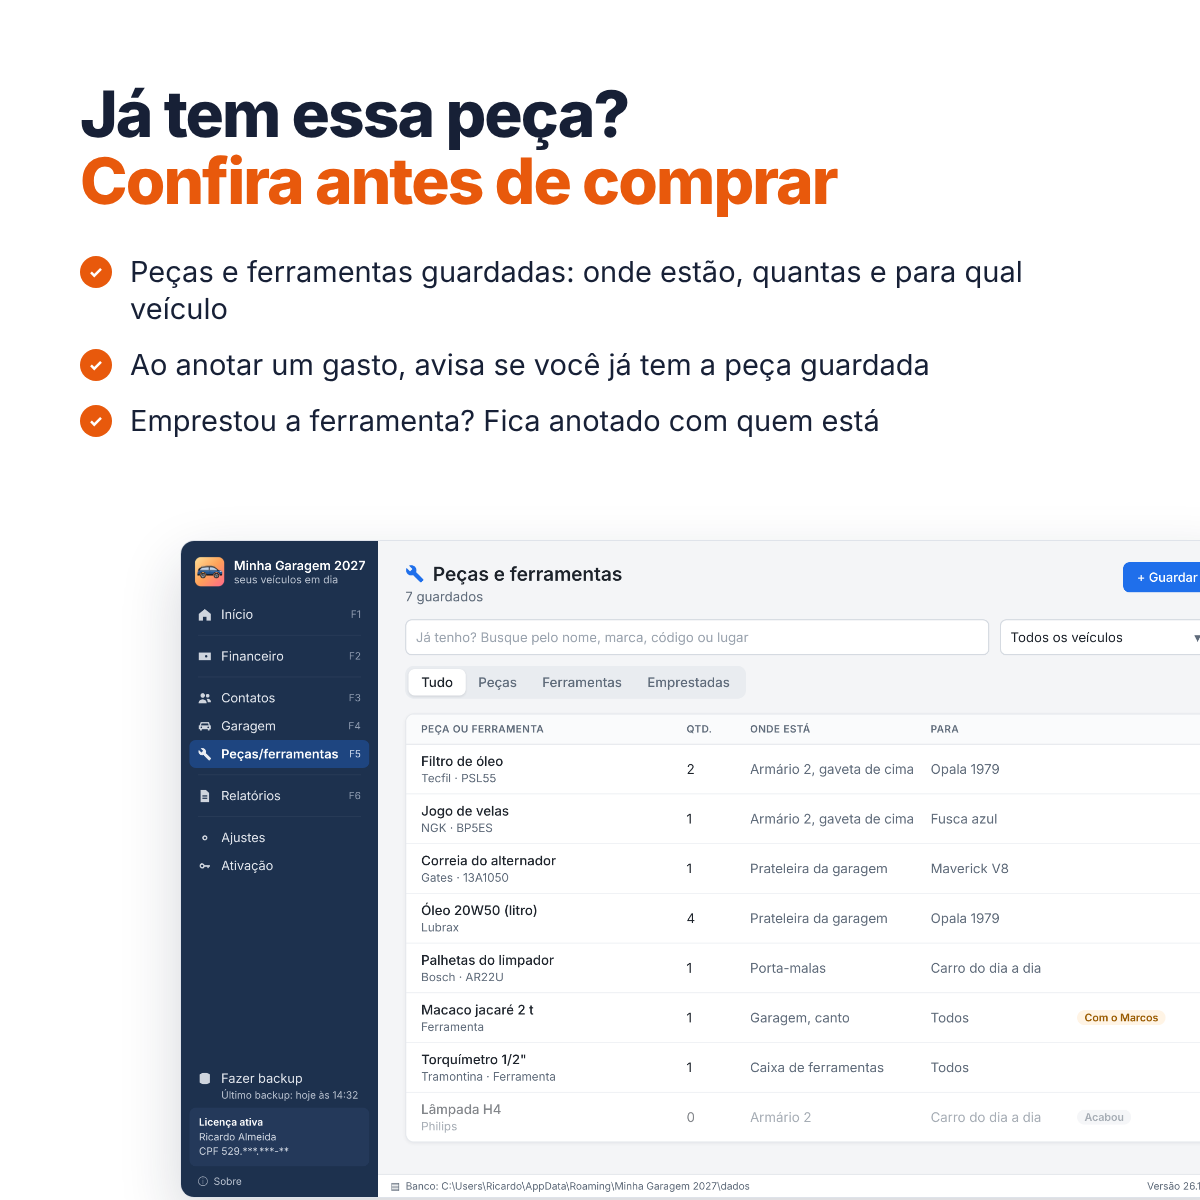 Já tem essa peça?
Confira antes de comprar
Peças e ferramentas guardadas: onde estão, quantas e para qual
veículo
Ao anotar um gasto, avisa se você já tem a peça guardada
Emprestou a ferramenta? Fica anotado com quem está
Minha Garagem 2027
seus veículos em dia
Início F1
Financeiro F2
Contatos F3
Garagem F4
Peças/ferramentas F5
Relatórios F6
Ajustes
Ativação
Fazer backup
Último backup: hoje às 14:32
Licença ativa
Ricardo Almeida
CPF 529.***.***-**
Sobre
Peças e ferramentas
7 guardados
+ Guardar
Já tenho? Busque pelo nome, marca, código ou lugar
Todos os veículos
Tudo Peças Ferramentas Emprestadas
PEÇA OU FERRAMENTA QTD. ONDE ESTÁ PARA
Filtro de óleo 2 Armário 2, gaveta de cima Opala 1979
Tecfil · PSL55
Jogo de velas 1 Armário 2, gaveta de cima Fusca azul
NGK · BP5ES
Correia do alternador 1 Prateleira da garagem Maverick V8
Gates · 13A1050
Óleo 20W50 (litro) 4 Prateleira da garagem Opala 1979
Lubrax
Palhetas do limpador 1 Porta-malas Carro do dia a dia
Bosch · AR22U
Macaco jacaré 2 t 1 Garagem, canto Todos Com o Marcos
Ferramenta
Torquímetro 1/2" 1 Caixa de ferramentas Todos
Tramontina · Ferramenta
Lâmpada H4 0 Armário 2 Carro do dia a dia Acabou
Philips
Banco: C:\Users\Ricardo\AppData\Roaming\Minha Garagem 2027\dados
Versão 26.1